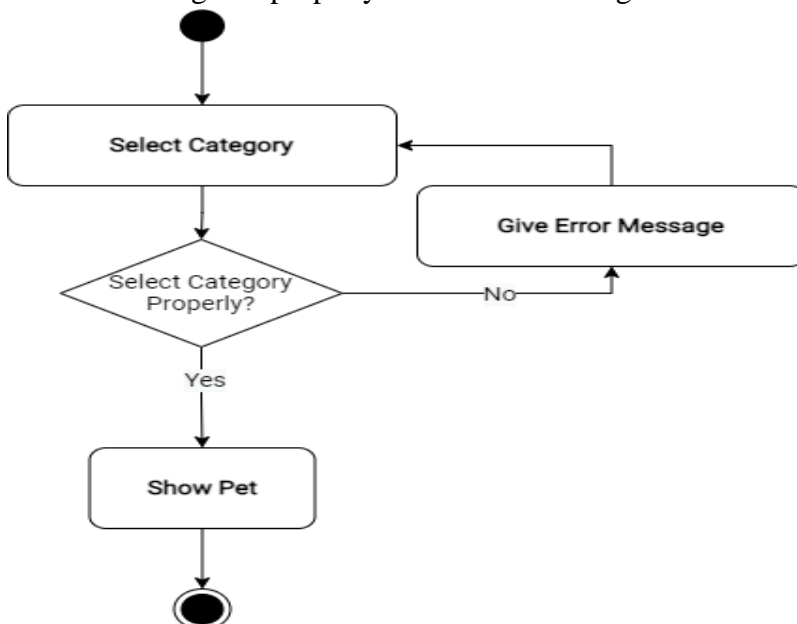 Select Category
Give Error Message
Select Category
Properly?
No
Yes
Show Pet